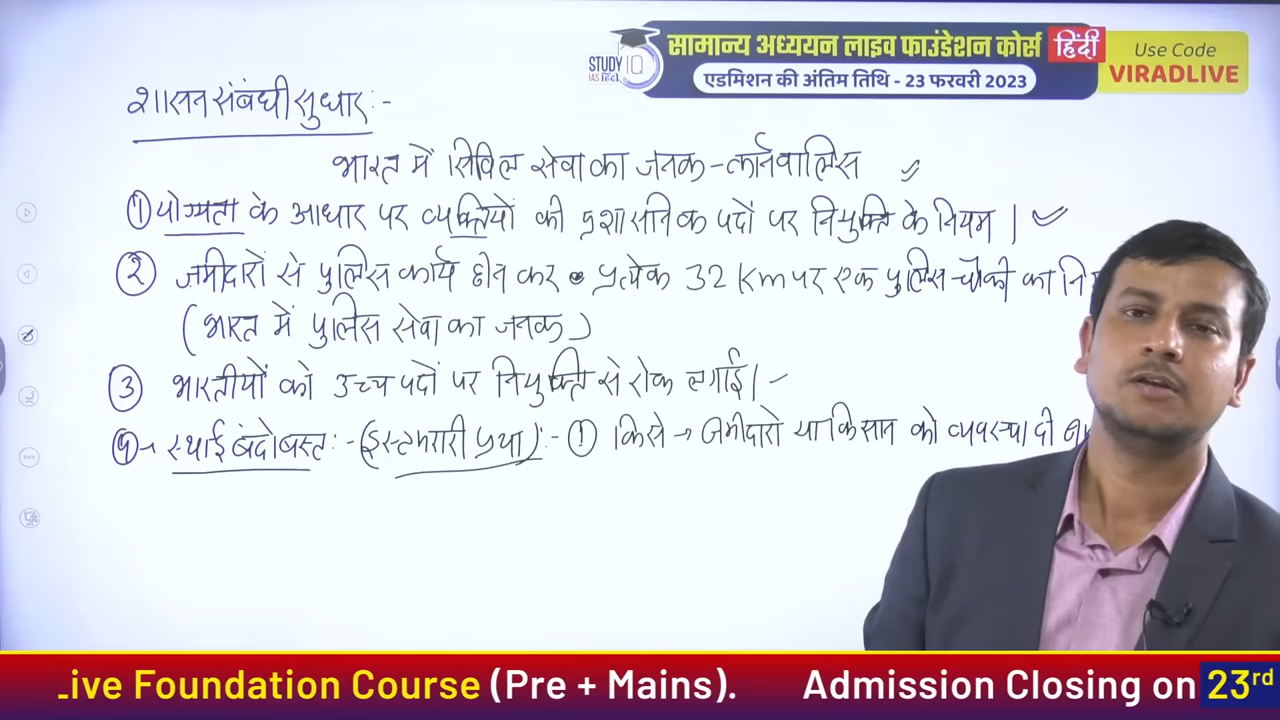 STUDY IQ
IAS हिंदी
सामान्य अध्ययन लाइव फाउंडेशन कोर्स हिंदी
एडमिशन की अंतिम तिथि - 23 फरवरी 2023
Use Code
VIRADLIVE
शासन संबंधी सुधार :-
भारत में सिविल सेवा का जनक - कार्नवालिस
① योग्यता के आधार पर व्यक्तियों की प्रशासनिक पदों पर नियुक्ति के नियम।
② जमीदारों से पुलिस कार्य छीन कर प्रत्येक 32 Km पर एक पुलिस चौकी का
(भारत में पुलिस सेवा का जनक)
③ भारतीयों को उच्च पदों पर नियुक्ति से रोक लगाई। -
④→ स्थाई बंदोबस्त :- (इस्तमरारी प्रथा) :- ① किसे → जमीदारो या किसान को व्यवस्था दी
ive Foundation Course (Pre + Mains). Admission Closing on 23rd